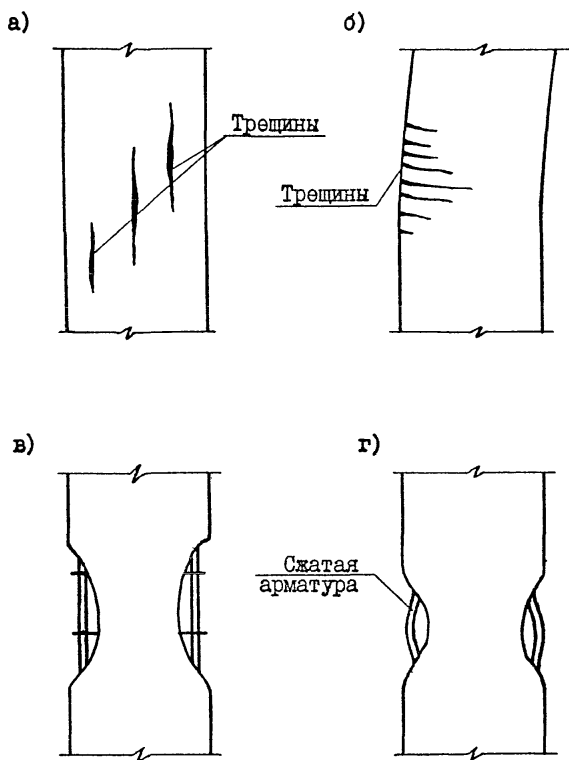 а)
Трещины
б)
Трещины
в)
г)
Сжатая
арматура